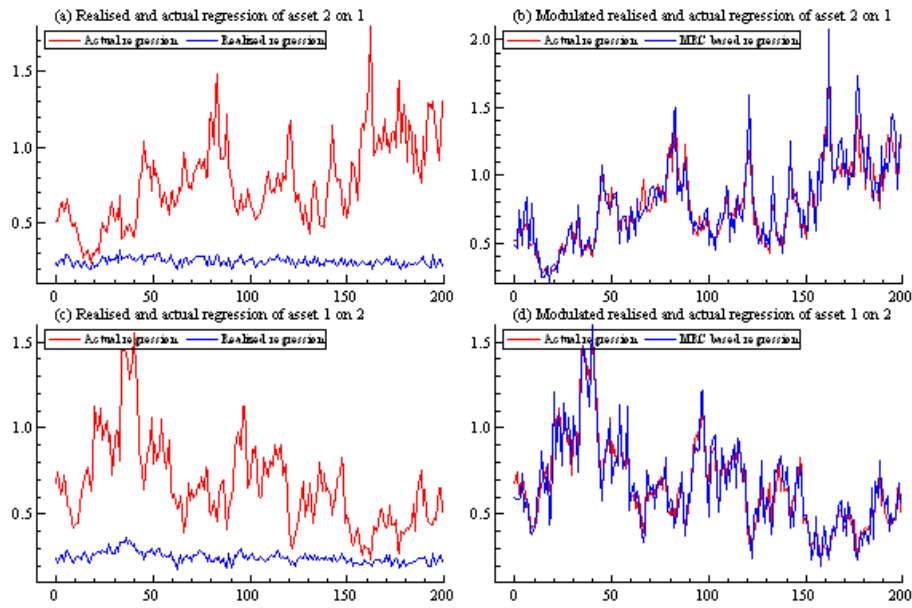 (a) Realised and actual regression of asset 2 on 1
Actual regression Realised regression
1.5
1.0
0.5
0 50 100 150 200
(b) Modulated realised and actual regression of asset 2 on 1
Actual regression MRC based regression
2.0
1.5
1.0
0.5
0 50 100 150 200
(c) Realised and actual regression of asset 1 on 2
Actual regression Realised regression
1.5
1.0
0.5
0 50 100 150 200
(d) Modulated realised and actual regression of asset 1 on 2
Actual regression MRC based regression
1.5
1.0
0.5
0 50 100 150 200